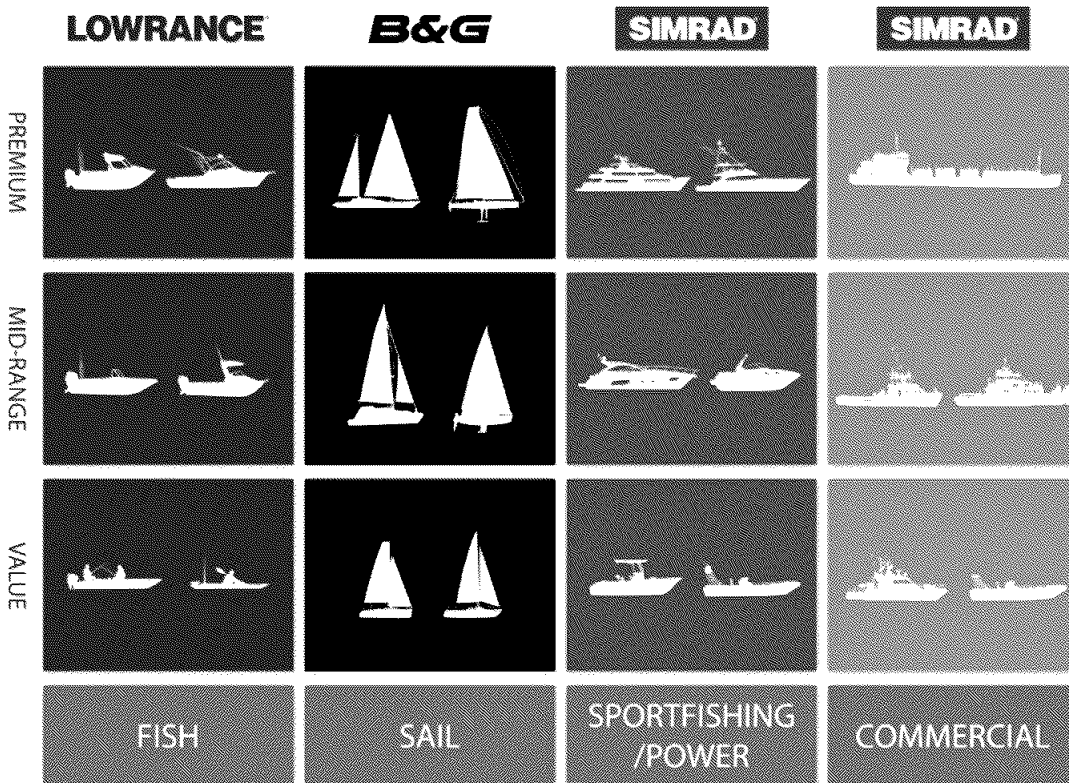 LOWRANCE
B&G
SIMRAD
SIMRAD
PREMIUM
MID-RANGE
VALUE
FISH
SAIL
SPORTFISHING
/POWER
COMMERCIAL